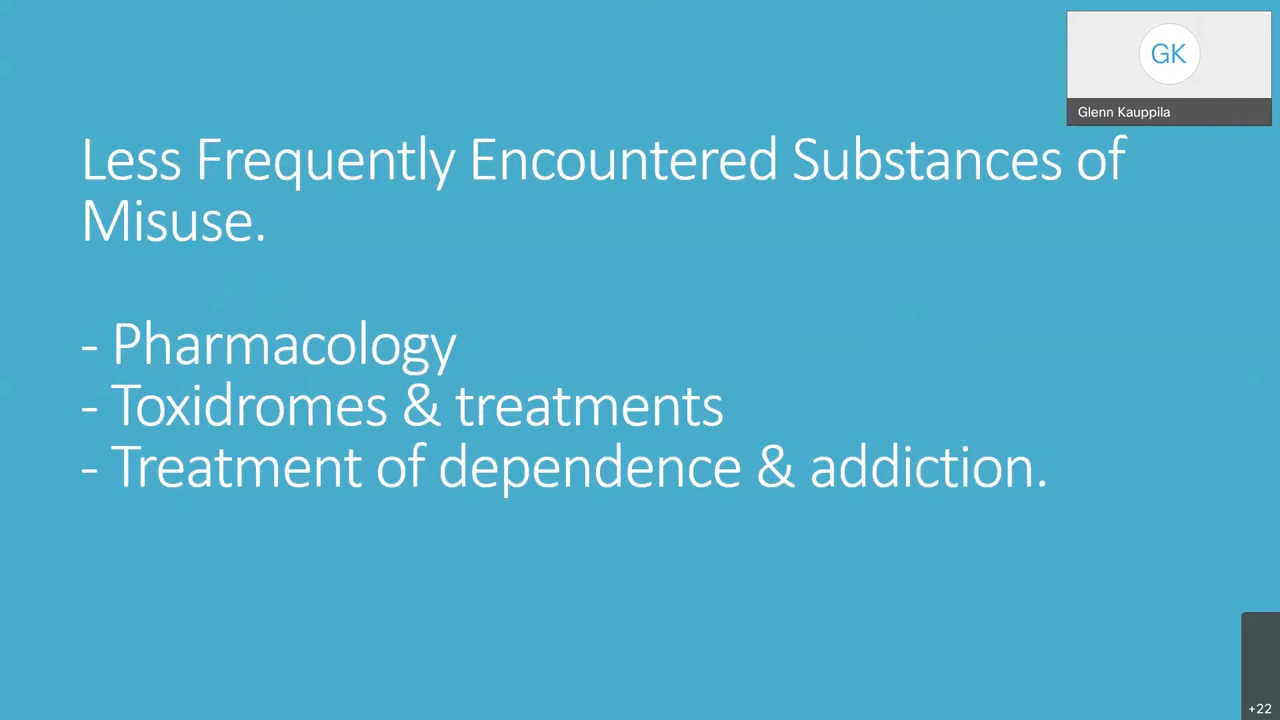 GK
Glenn Kauppila
Less Frequently Encountered Substances of
Misuse.
- Pharmacology
- Toxidromes & treatments
- Treatment of dependence & addiction.
+22